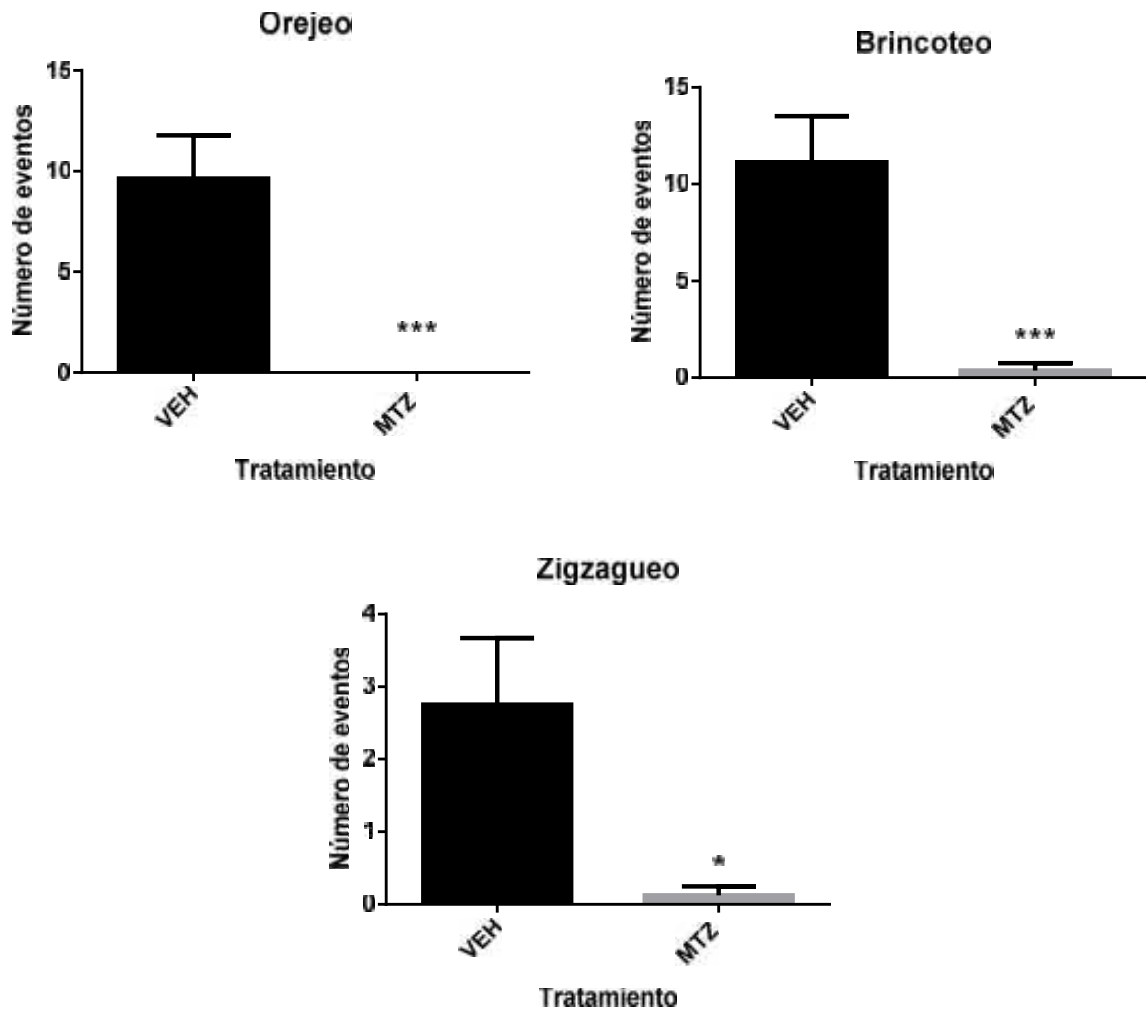 Orejeo
Número de eventos
15
10
5
0
***
VEH
MTZ
Tratamiento
Brincoteo
Número de eventos
15
10
5
0
***
VEH
MTZ
Tratamiento
Zigzagueo
Número de eventos
4
3
2
1
0
*
VEH
MTZ
Tratamiento